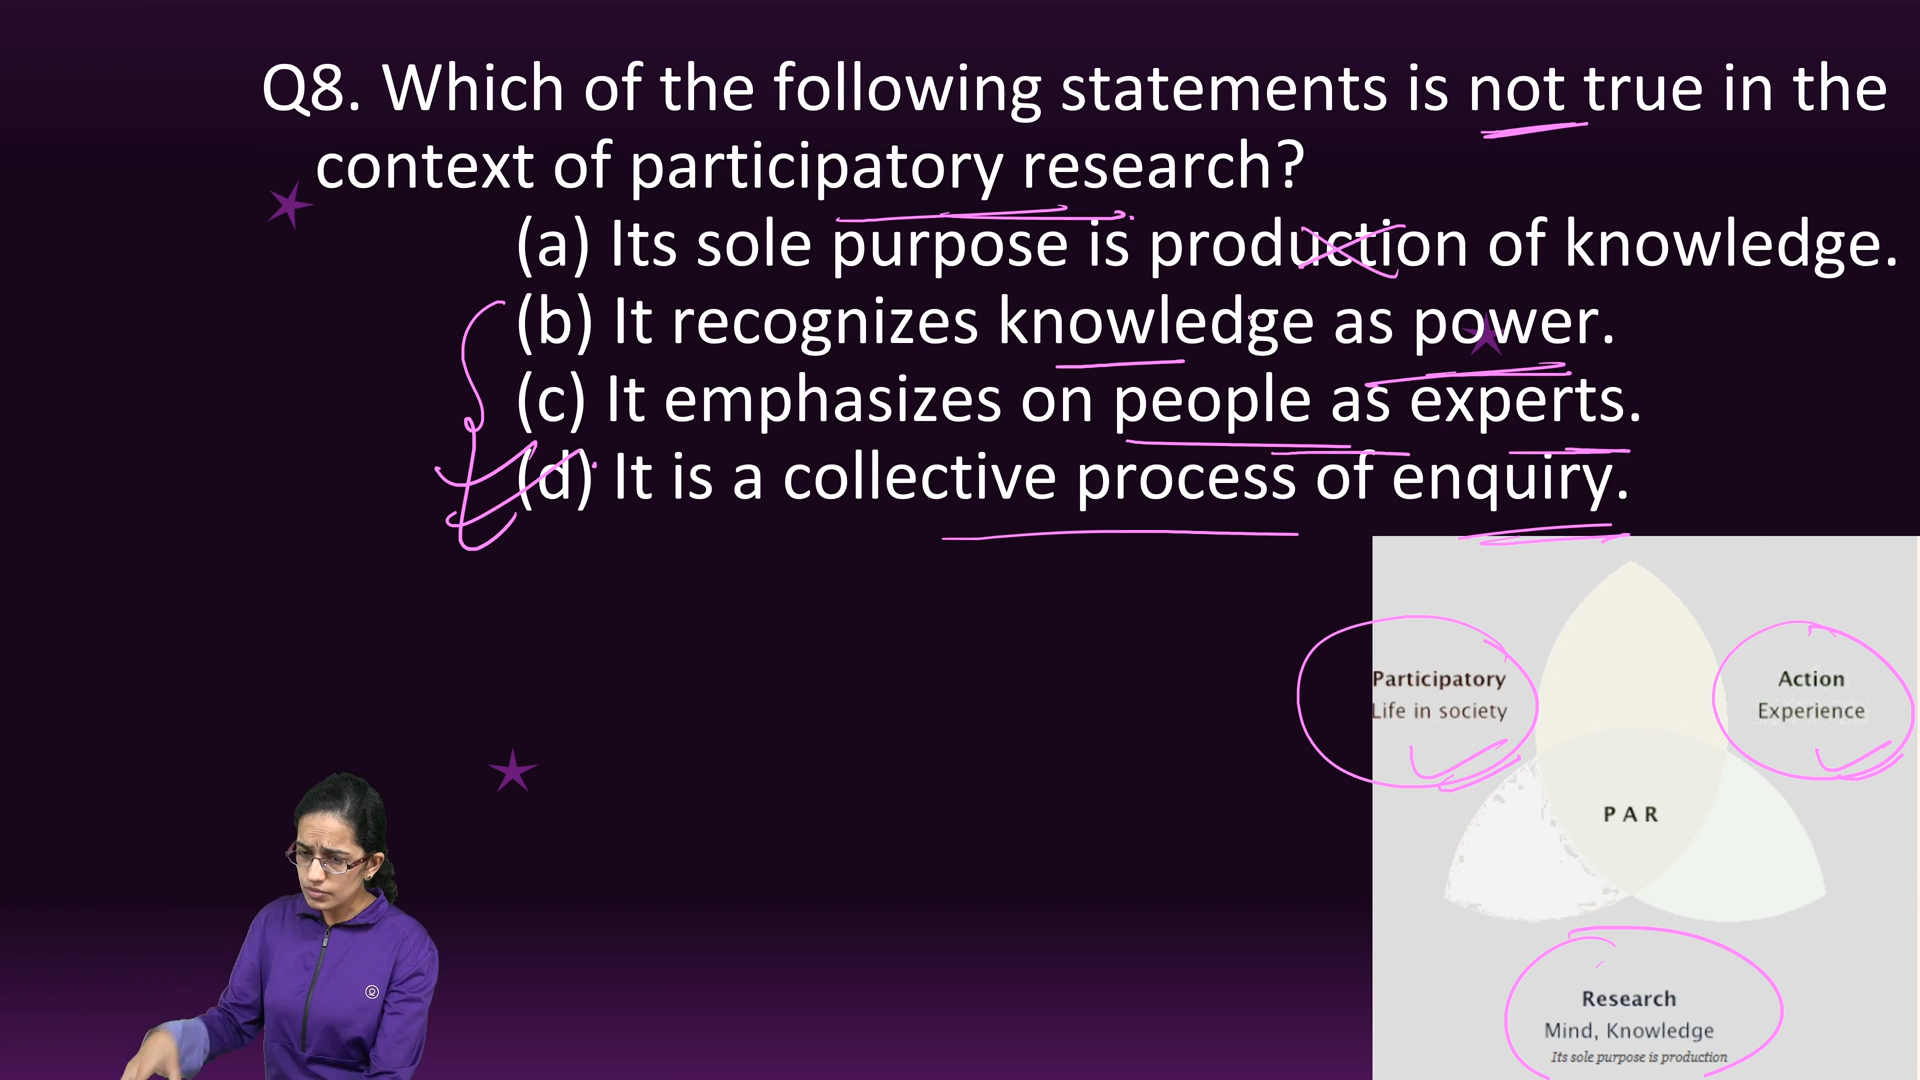 Q8. Which of the following statements is not true in the
context of participatory research?
(a) Its sole purpose is production of knowledge.
(b) It recognizes knowledge as power.
(c) It emphasizes on people as experts.
(d) It is a collective process of enquiry.
Participatory
Life in society
Action
Experience
P A R
Research
Mind, Knowledge
Its sole purpose is production